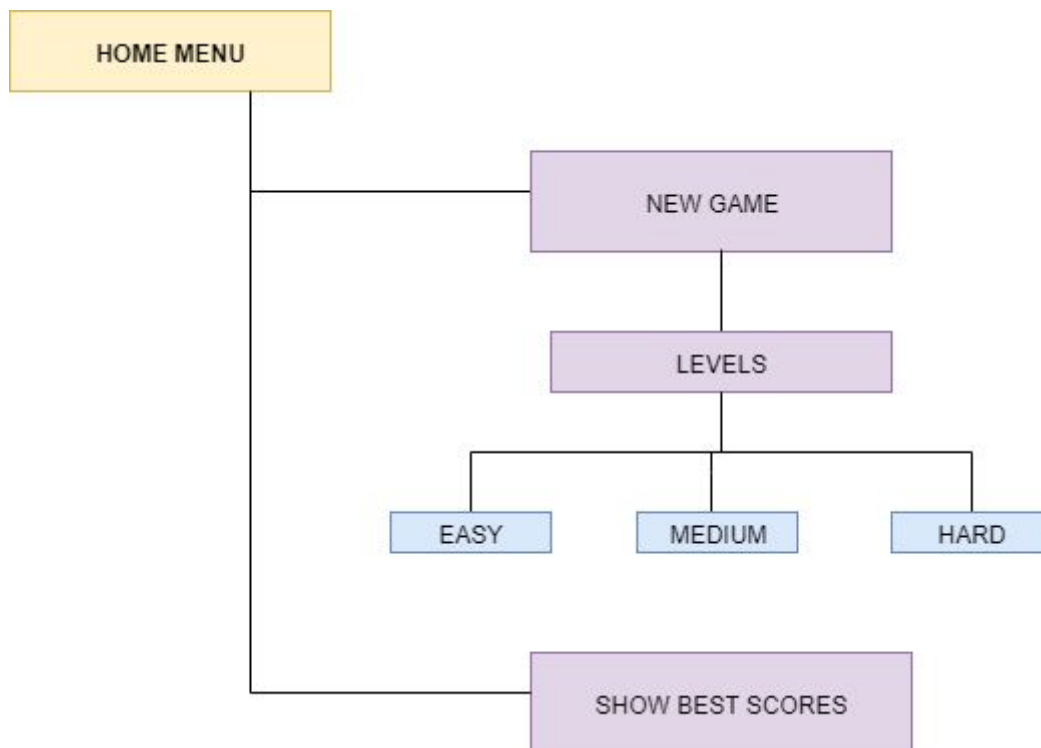 HOME MENU
NEW GAME
LEVELS
EASY
MEDIUM
HARD
SHOW BEST SCORES